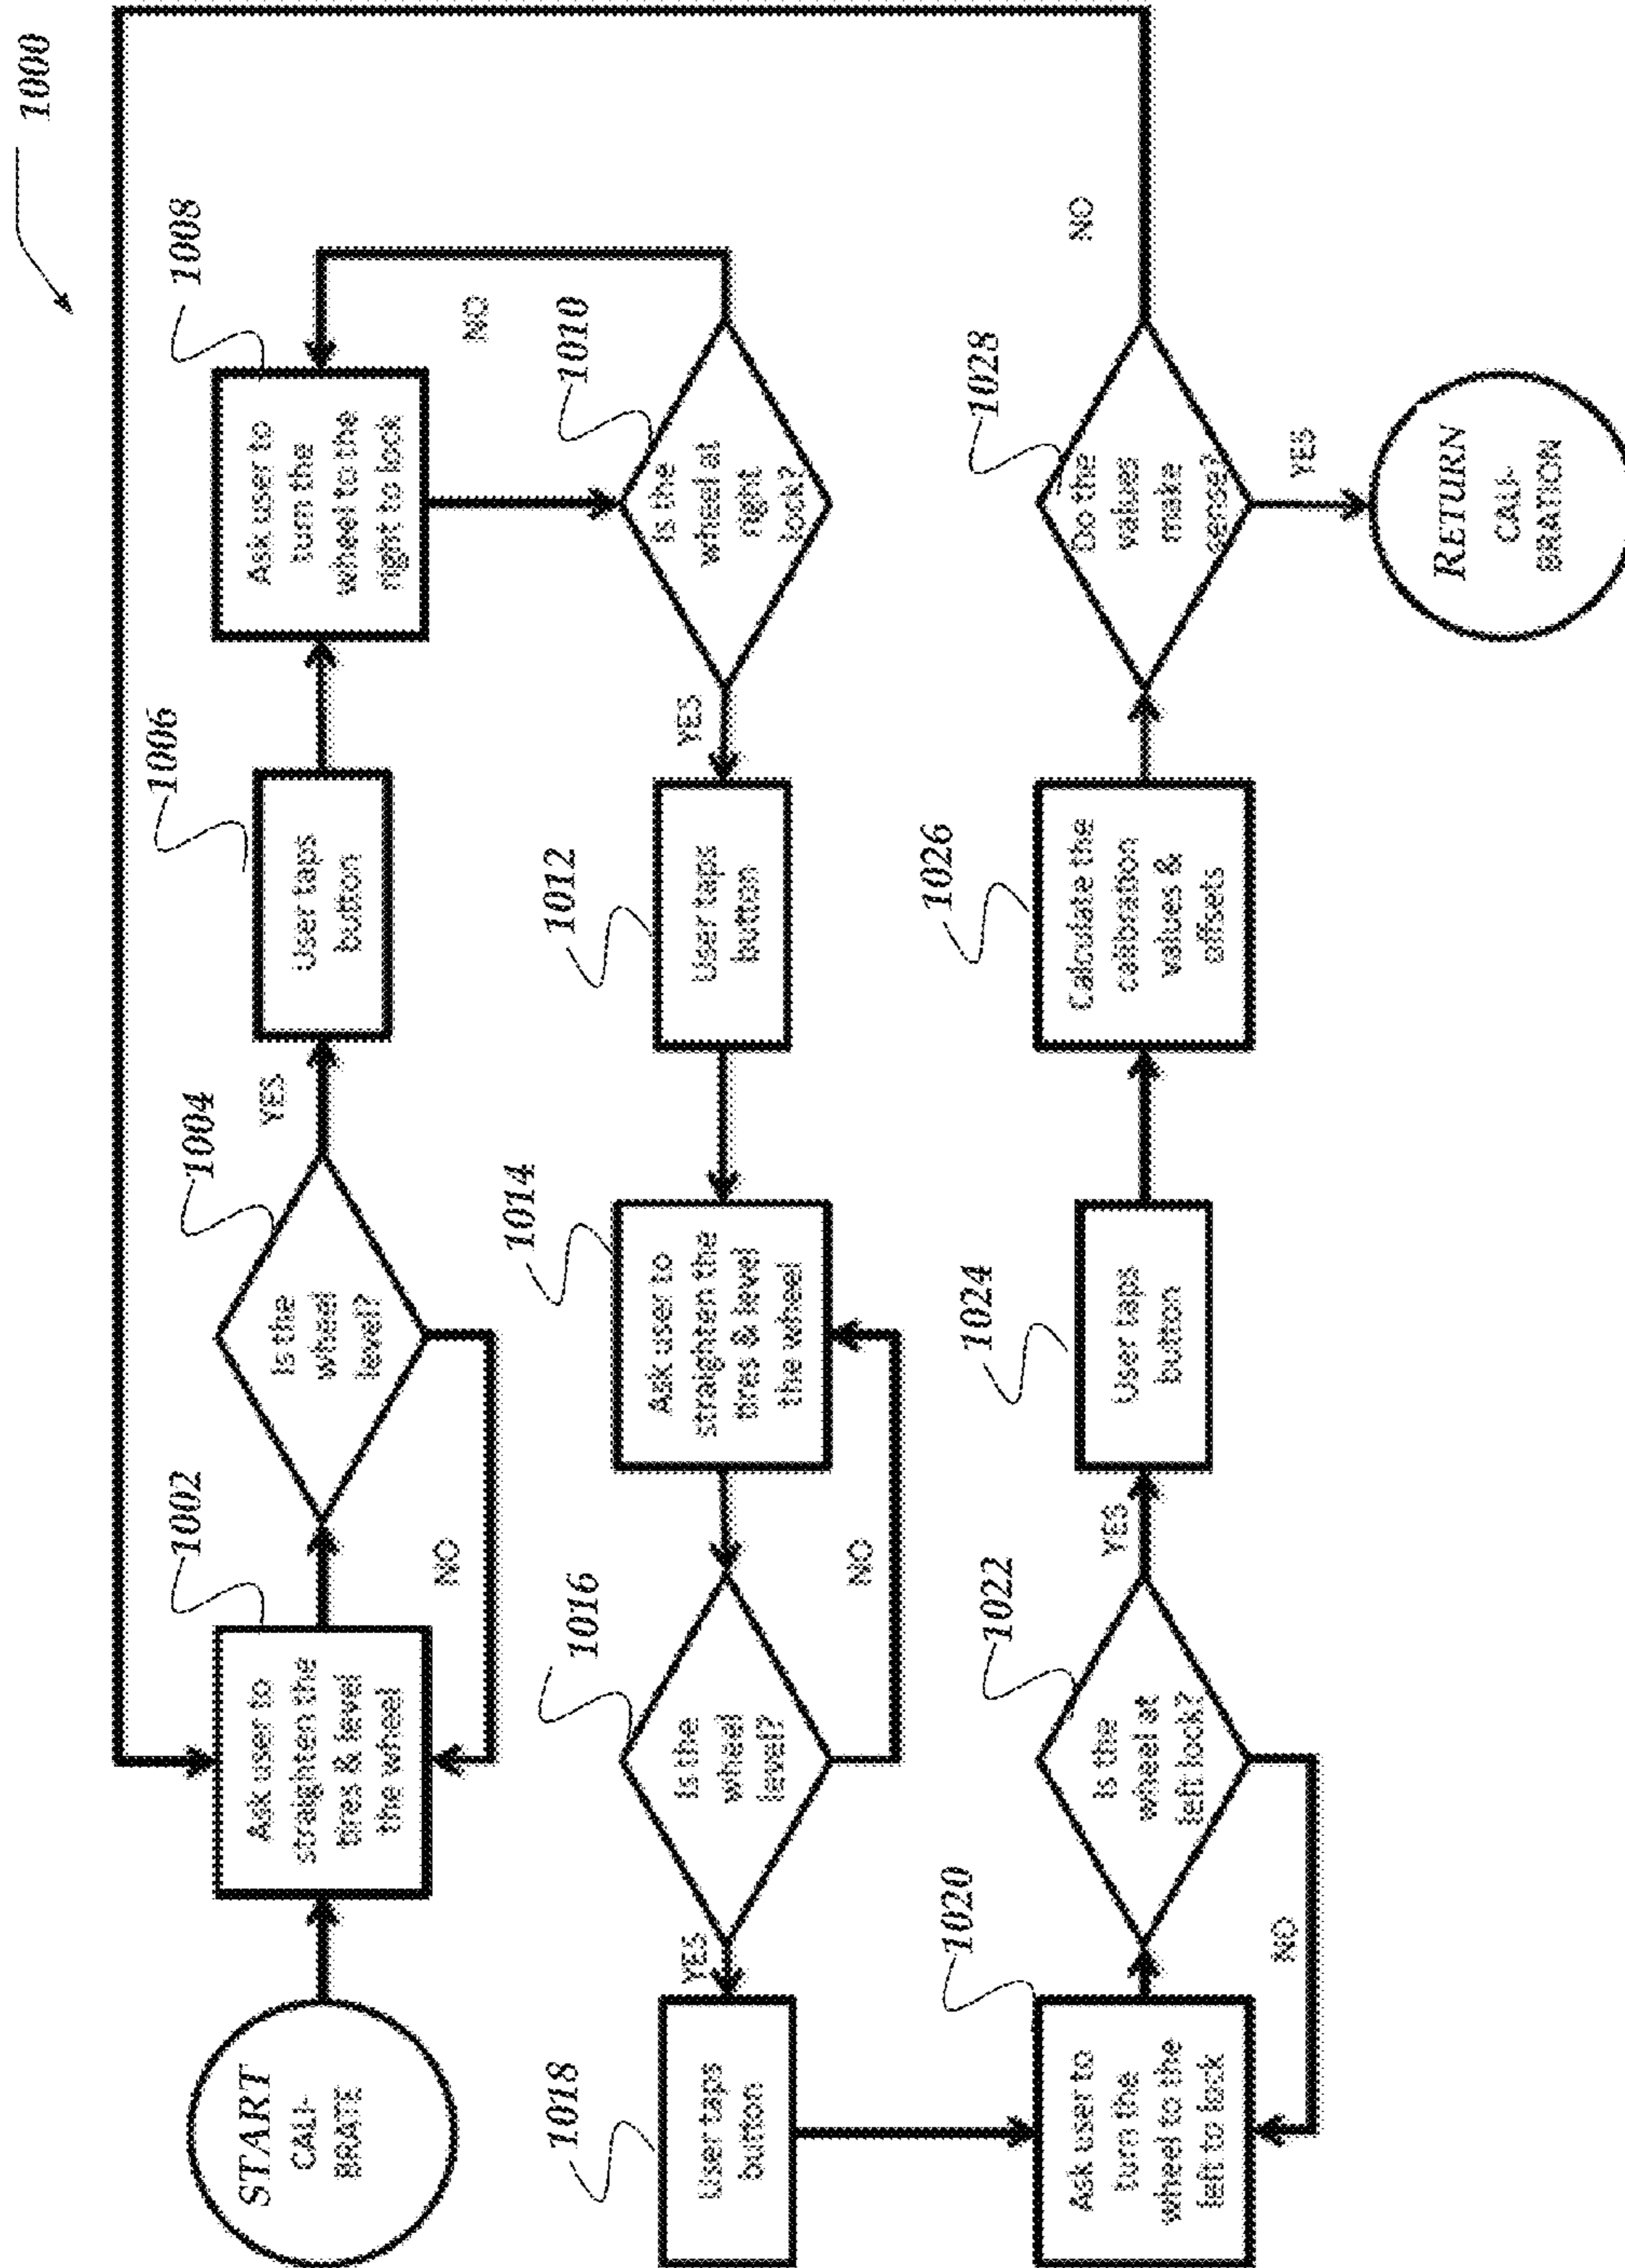 1000
START
CALI-
BRATE
1002
Ask user to
straighten the
tires & level
the wheel
1004
Is the
wheel
level?
YES
NO
1006
User taps
button
1008
Ask user to
turn the
wheel to the
right to lock
NO
1010
Is the
wheel at
right
lock?
YES
1012
User taps
button
1014
Ask user to
straighten the
tires & level
the wheel
1016
Is the
wheel
level?
NO
YES
1018
User taps
button
1020
Ask user to
turn the
wheel to the
left to lock
1022
Is the
wheel at
left lock?
NO
YES
1024
User taps
button
1026
Calculate the
calibration
values &
offsets
1028
Do the
values
make
sense?
NO
YES
RETURN
CALI-
BRATION